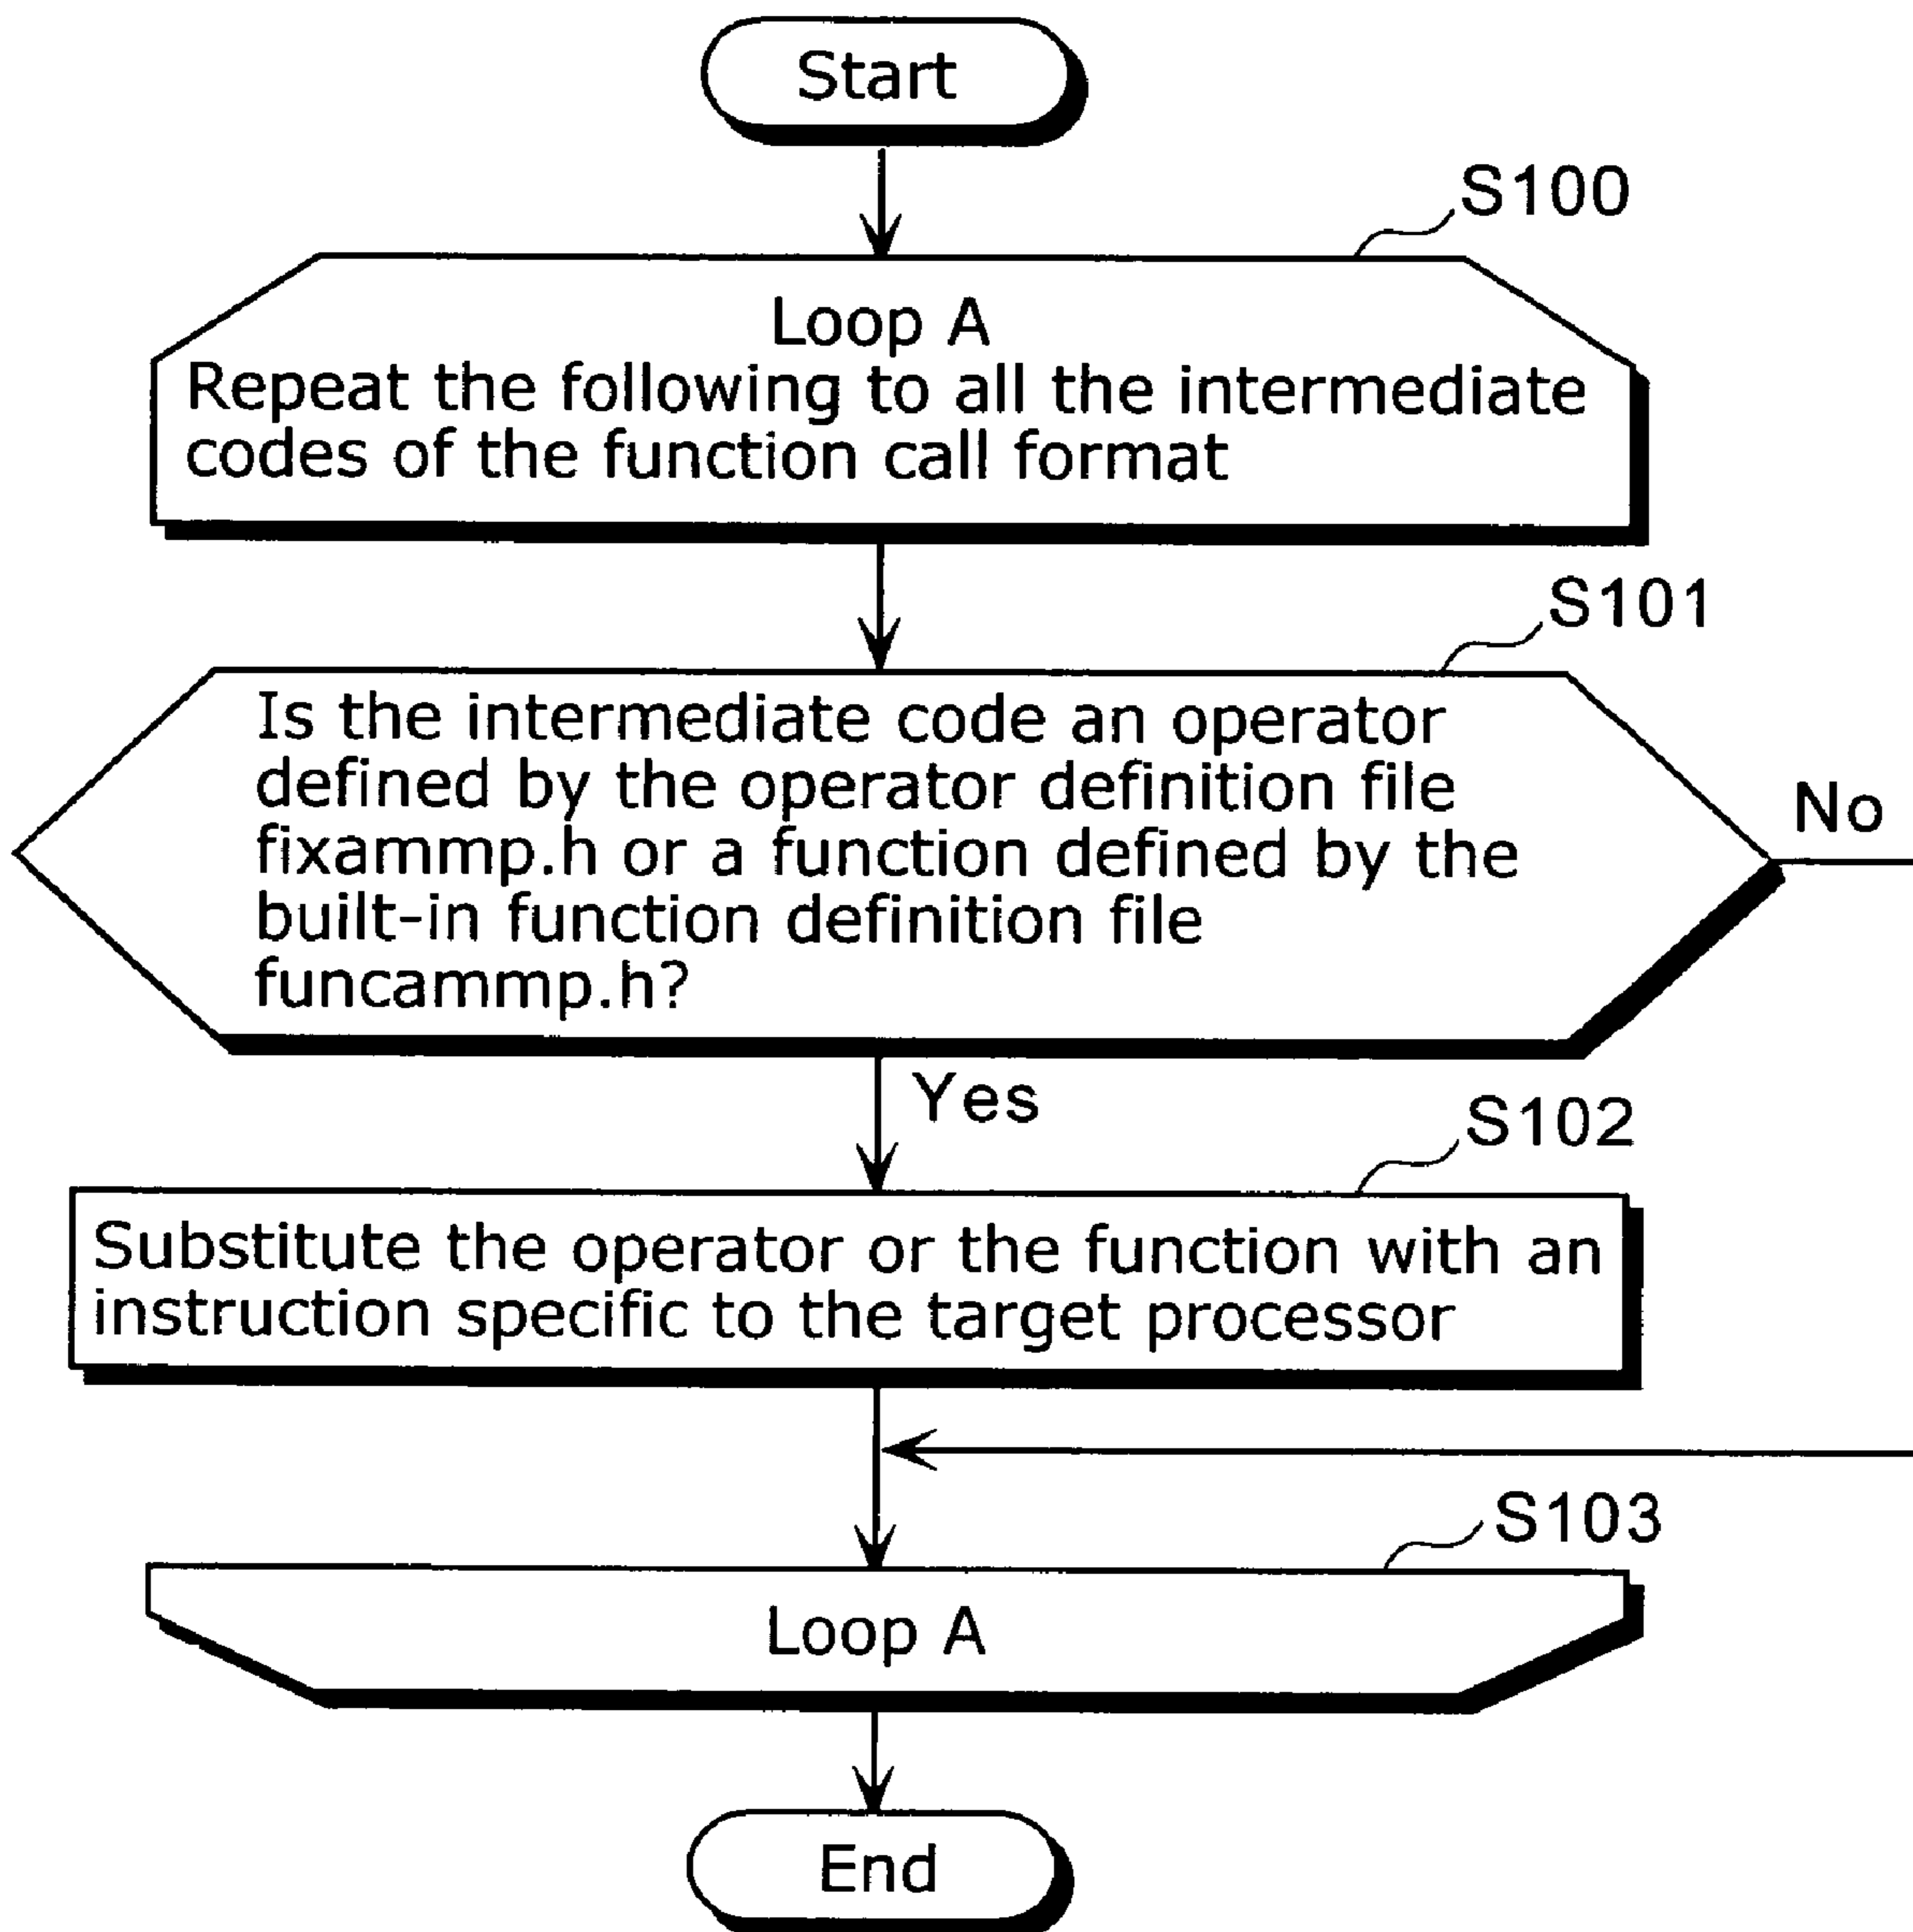 Start
S100
Loop A
Repeat the following to all the intermediate
codes of the function call format
S101
Is the intermediate code an operator
defined by the operator definition file
fixammp.h or a function defined by the
built-in function definition file
funcammp.h?
No
Yes
S102
Substitute the operator or the function with an
instruction specific to the target processor
S103
Loop A
End